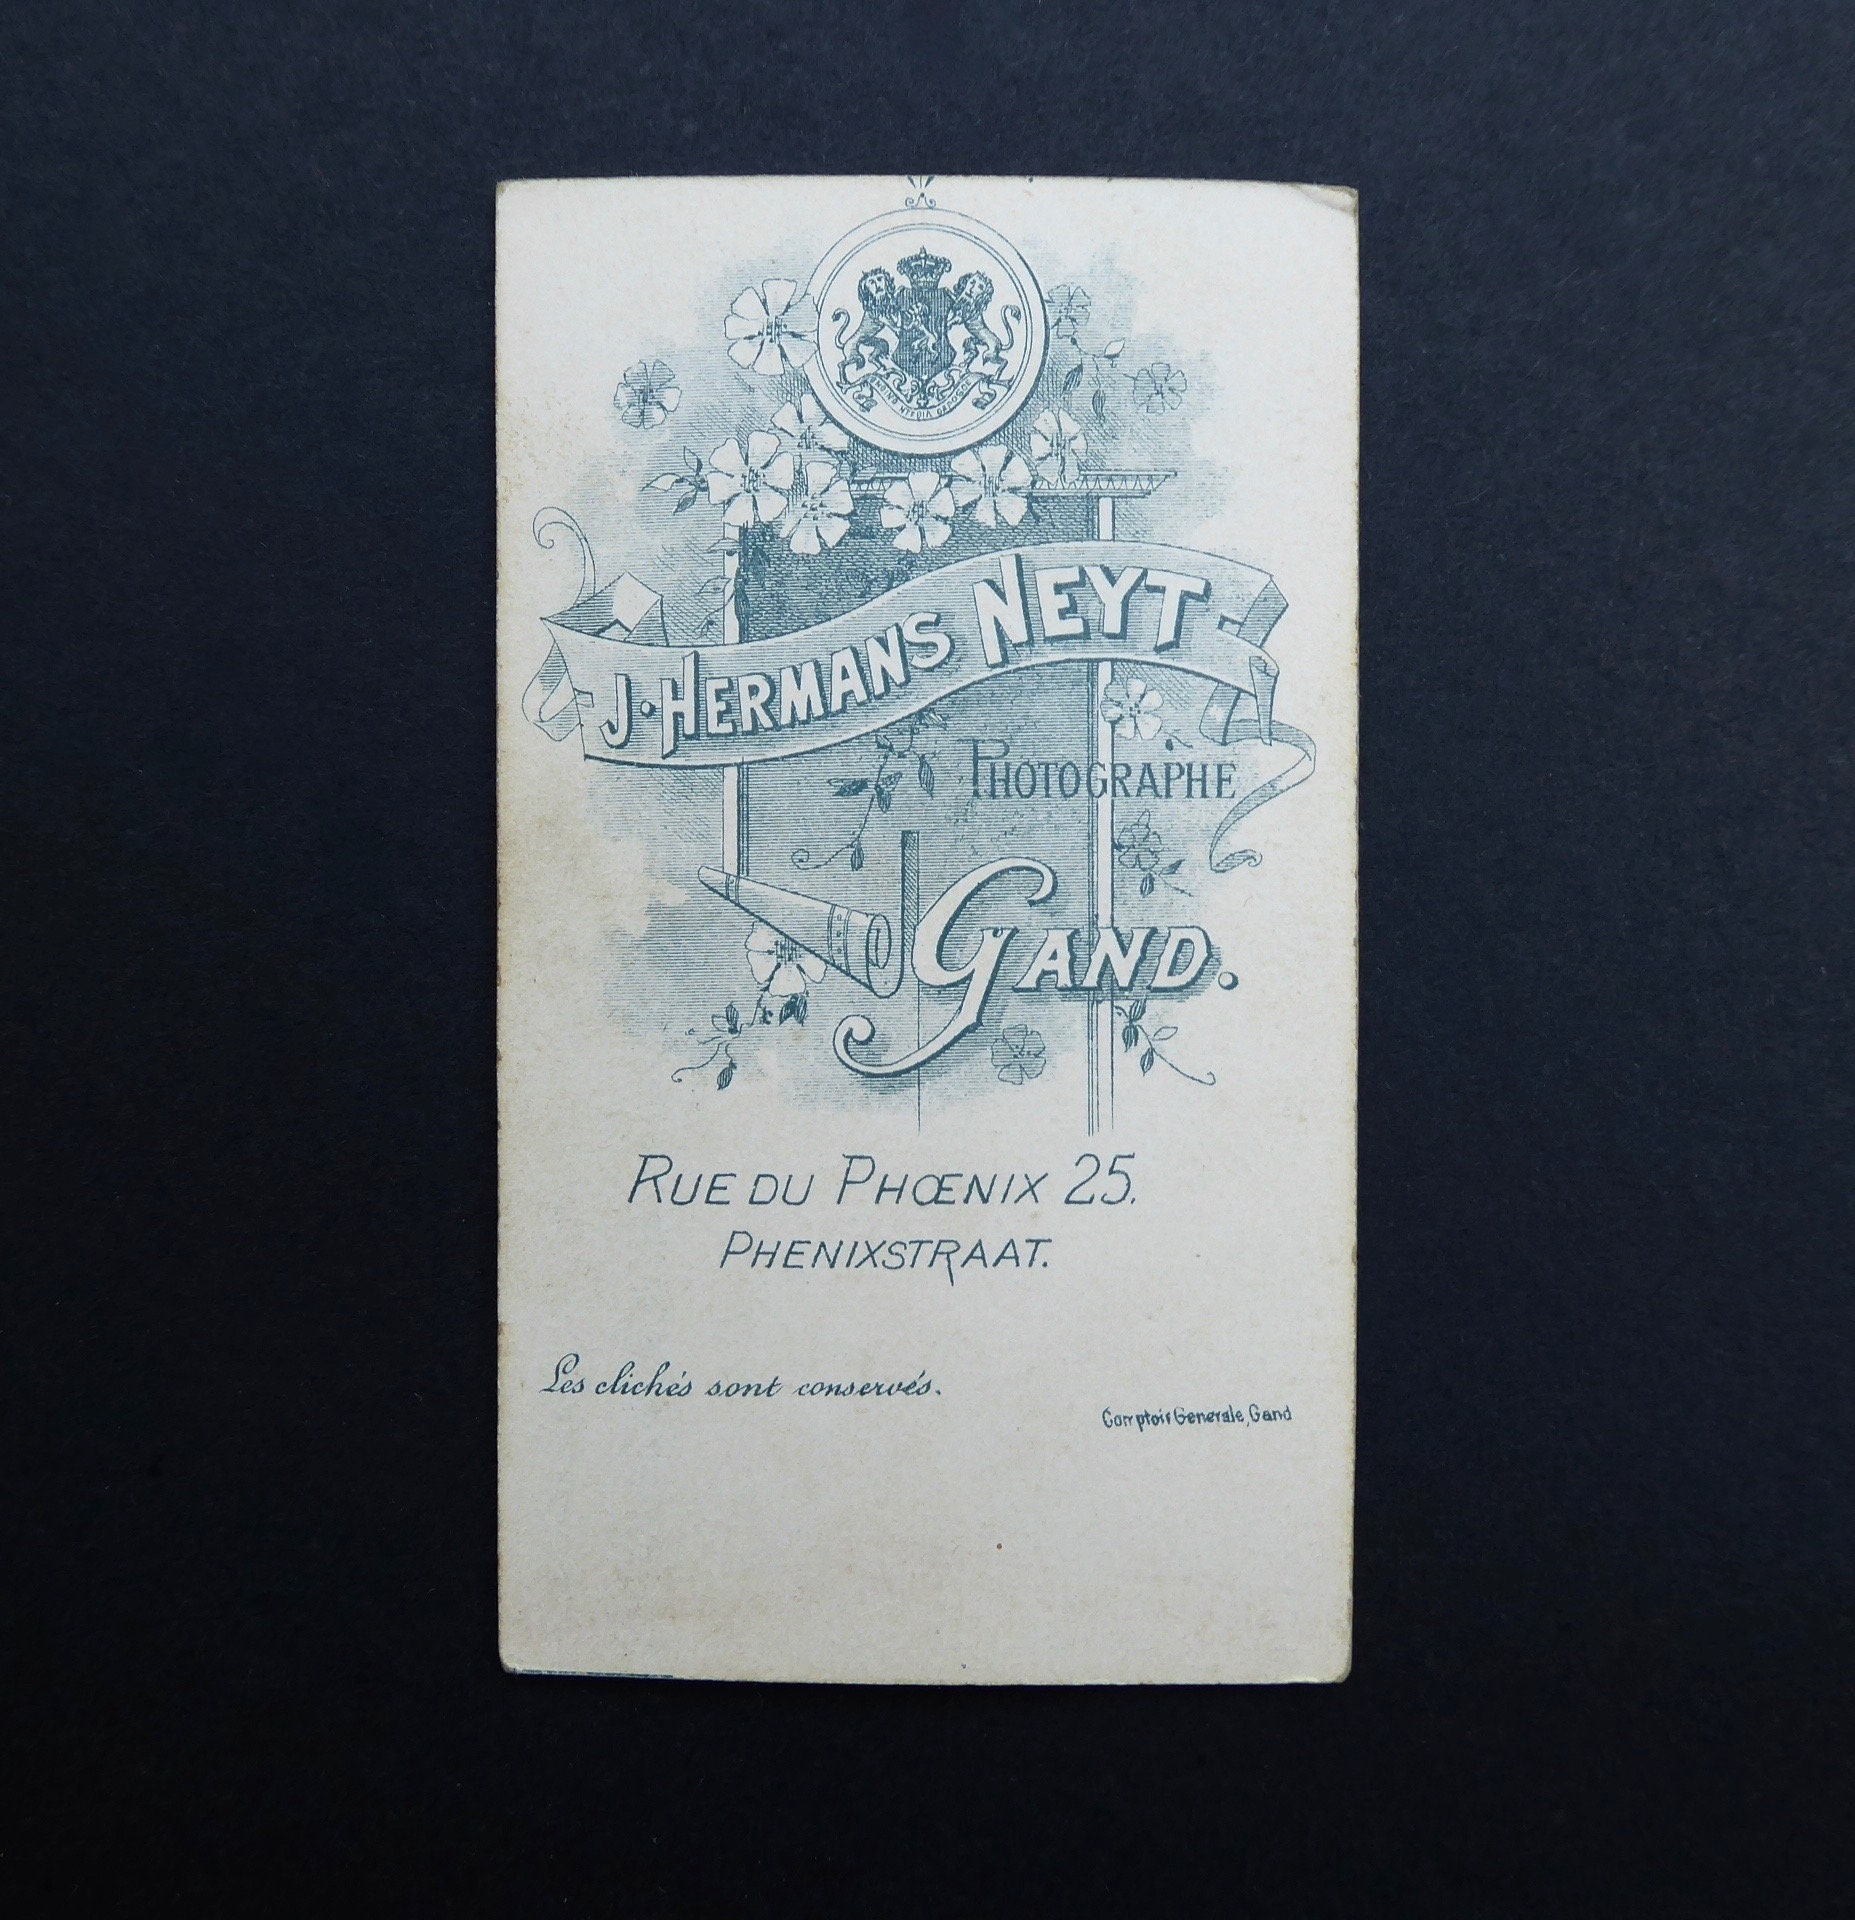 J. HERMANS NEYT
PHOTOGRAPHE
GAND.
RUE DU PHŒNIX 25.
PHENIXSTRAAT.
Les clichés sont conservés.
Comptoir Generale, Gand